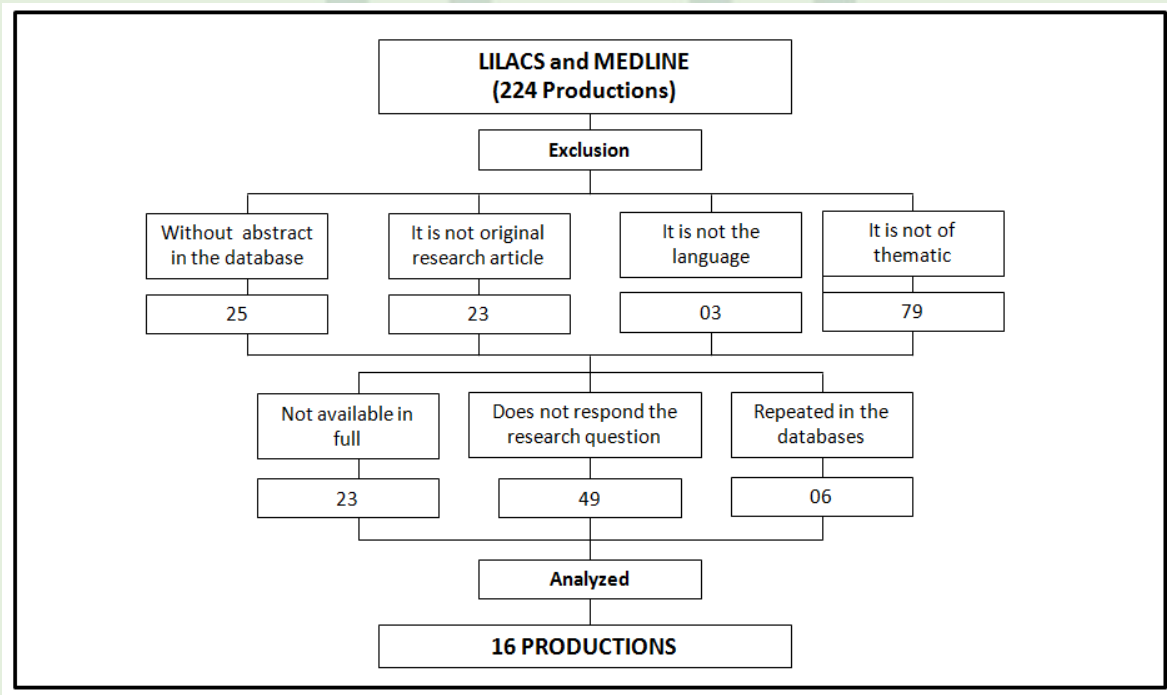 LILACS and MEDLINE
(224 Productions)
Exclusion
Without abstract
in the database
It is not original
research article
It is not the
language
It is not of
thematic
25
23
03
79
Not available in
full
Does not respond the
research question
Repeated in the
databases
23
49
06
Analyzed
16 PRODUCTIONS